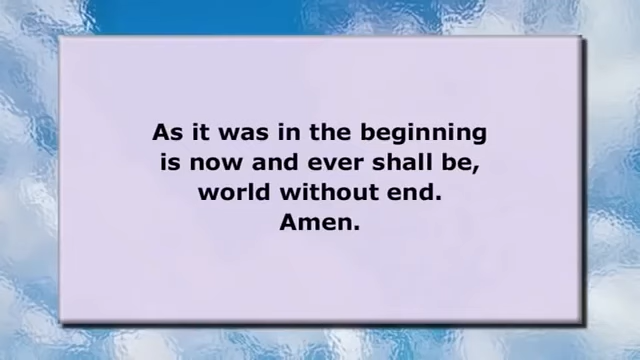 As it was in the beginning
is now and ever shall be,
world without end.
Amen.